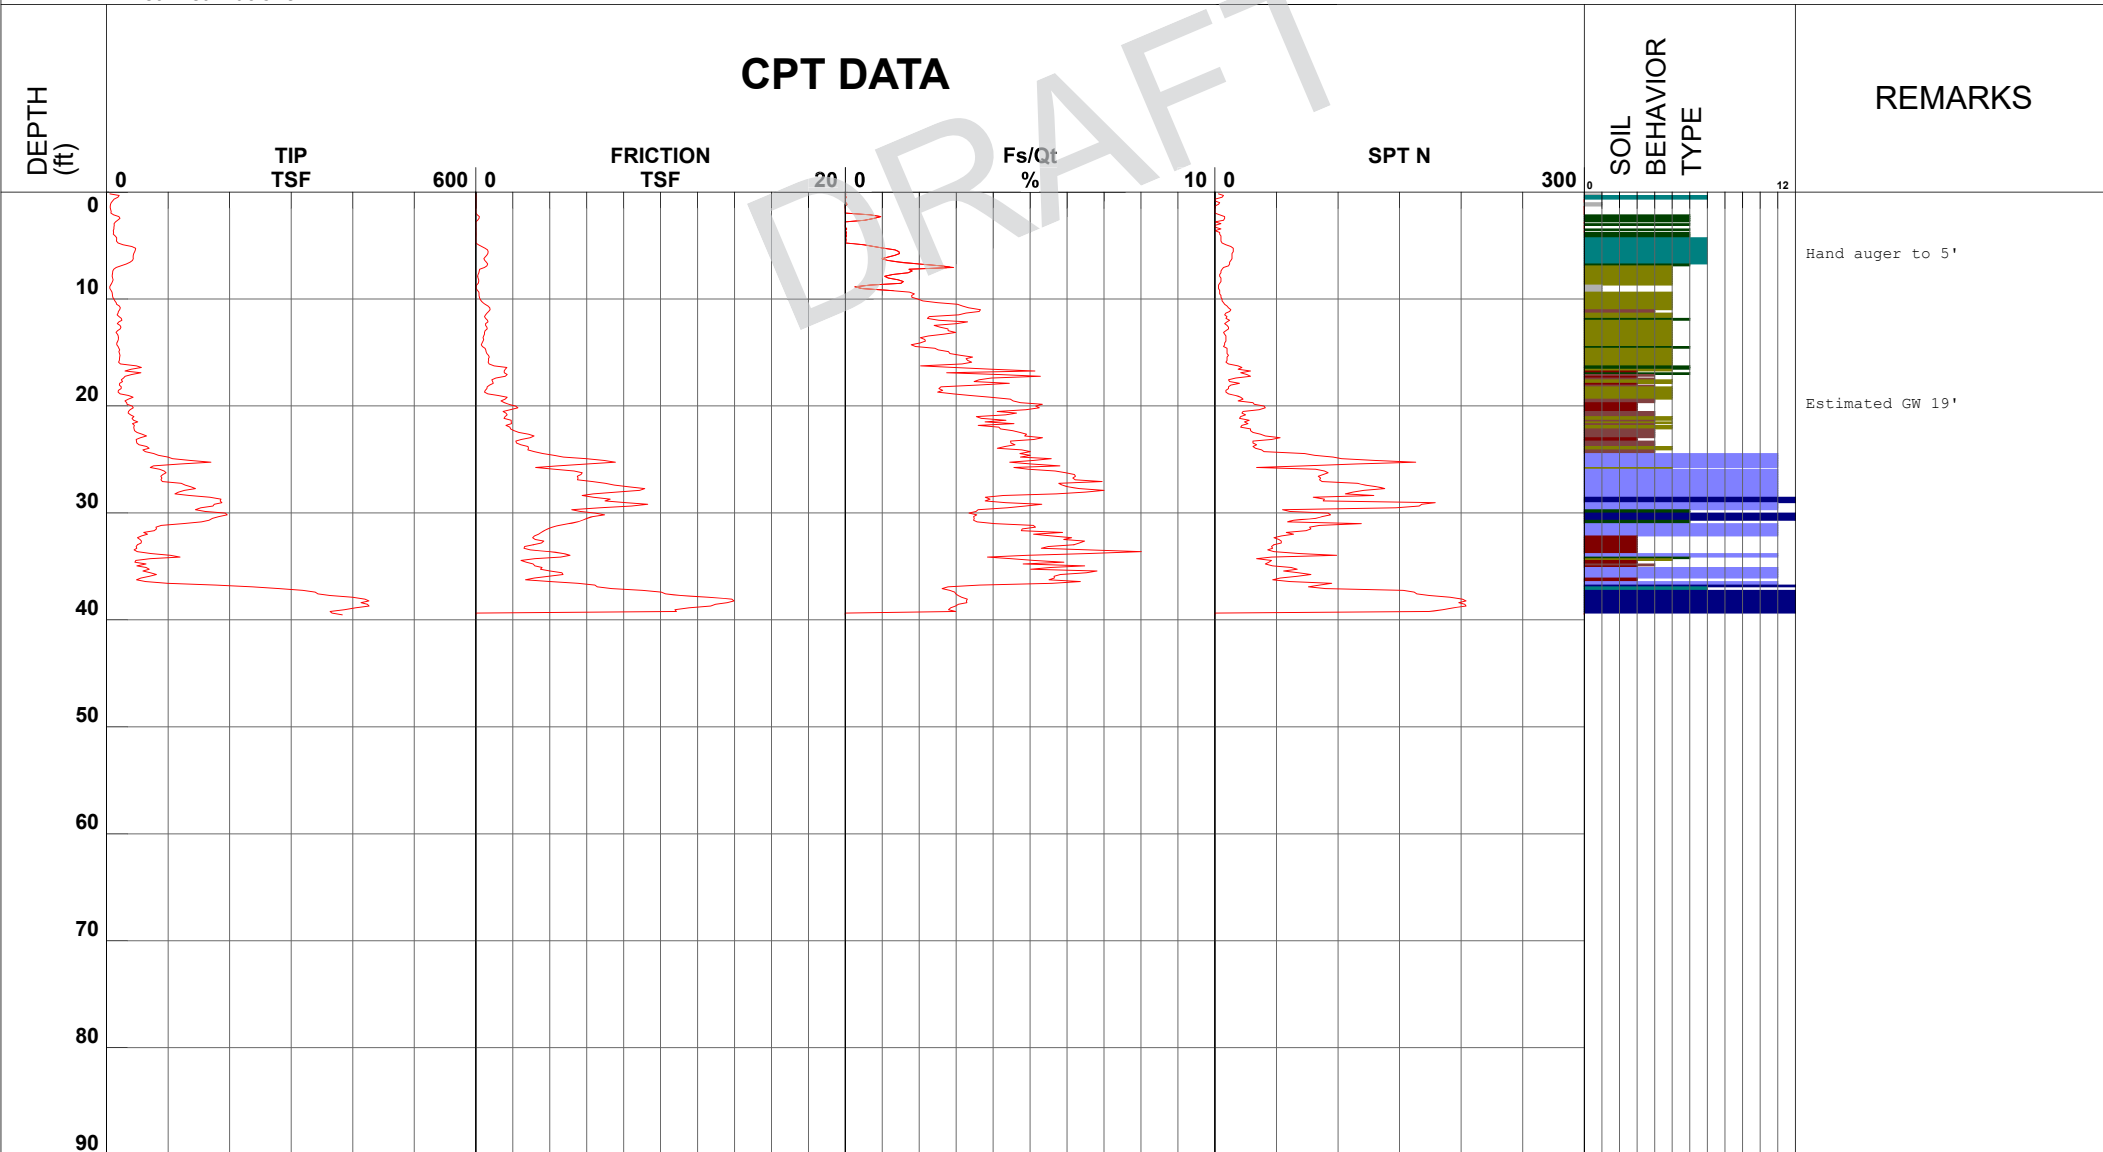 CPT DATA
DEPTH
(ft)
SOIL
BEHAVIOR
TYPE
REMARKS
TIP
TSF
0
600
FRICTION
TSF
0
20
Fs/Qt
%
0
10
SPT N
0
300
0
12
DRAFT
0
Hand auger to 5'
10
20
Estimated GW 19'
30
40
50
60
70
80
90